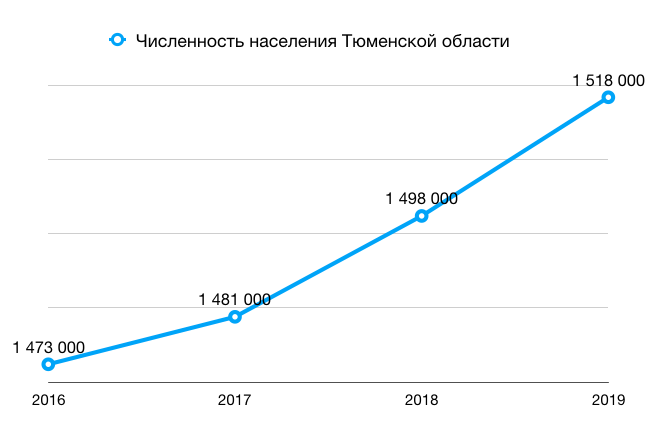 Численность населения Тюменской области
1 518 000
1 498 000
1 481 000
1 473 000
2016 2017 2018 2019